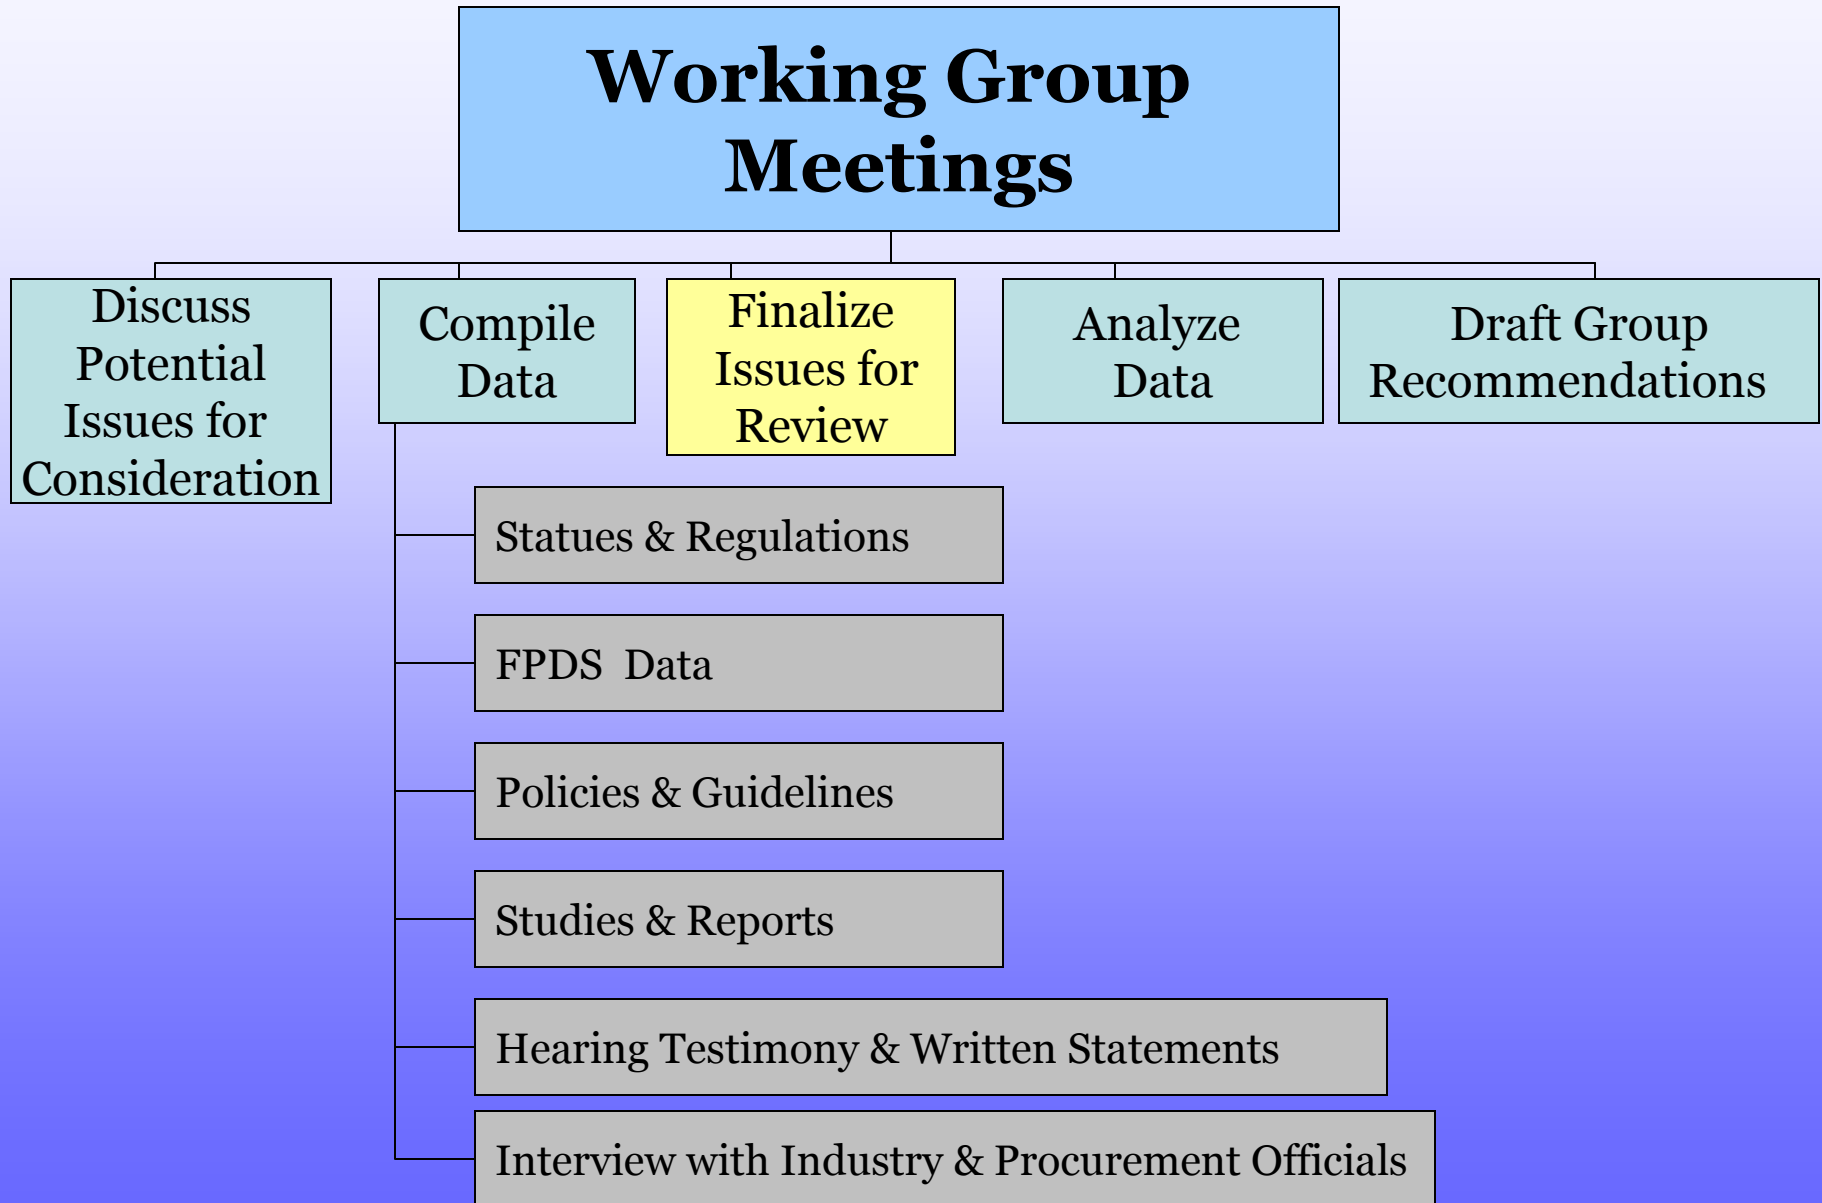 Working Group
Meetings
Discuss
Potential
Issues for
Consideration
Compile
Data
Finalize
Issues for
Review
Analyze
Data
Draft Group
Recommendations
Statues & Regulations
FPDS  Data
Policies & Guidelines
Studies & Reports
Hearing Testimony & Written Statements
Interview with Industry & Procurement Officials